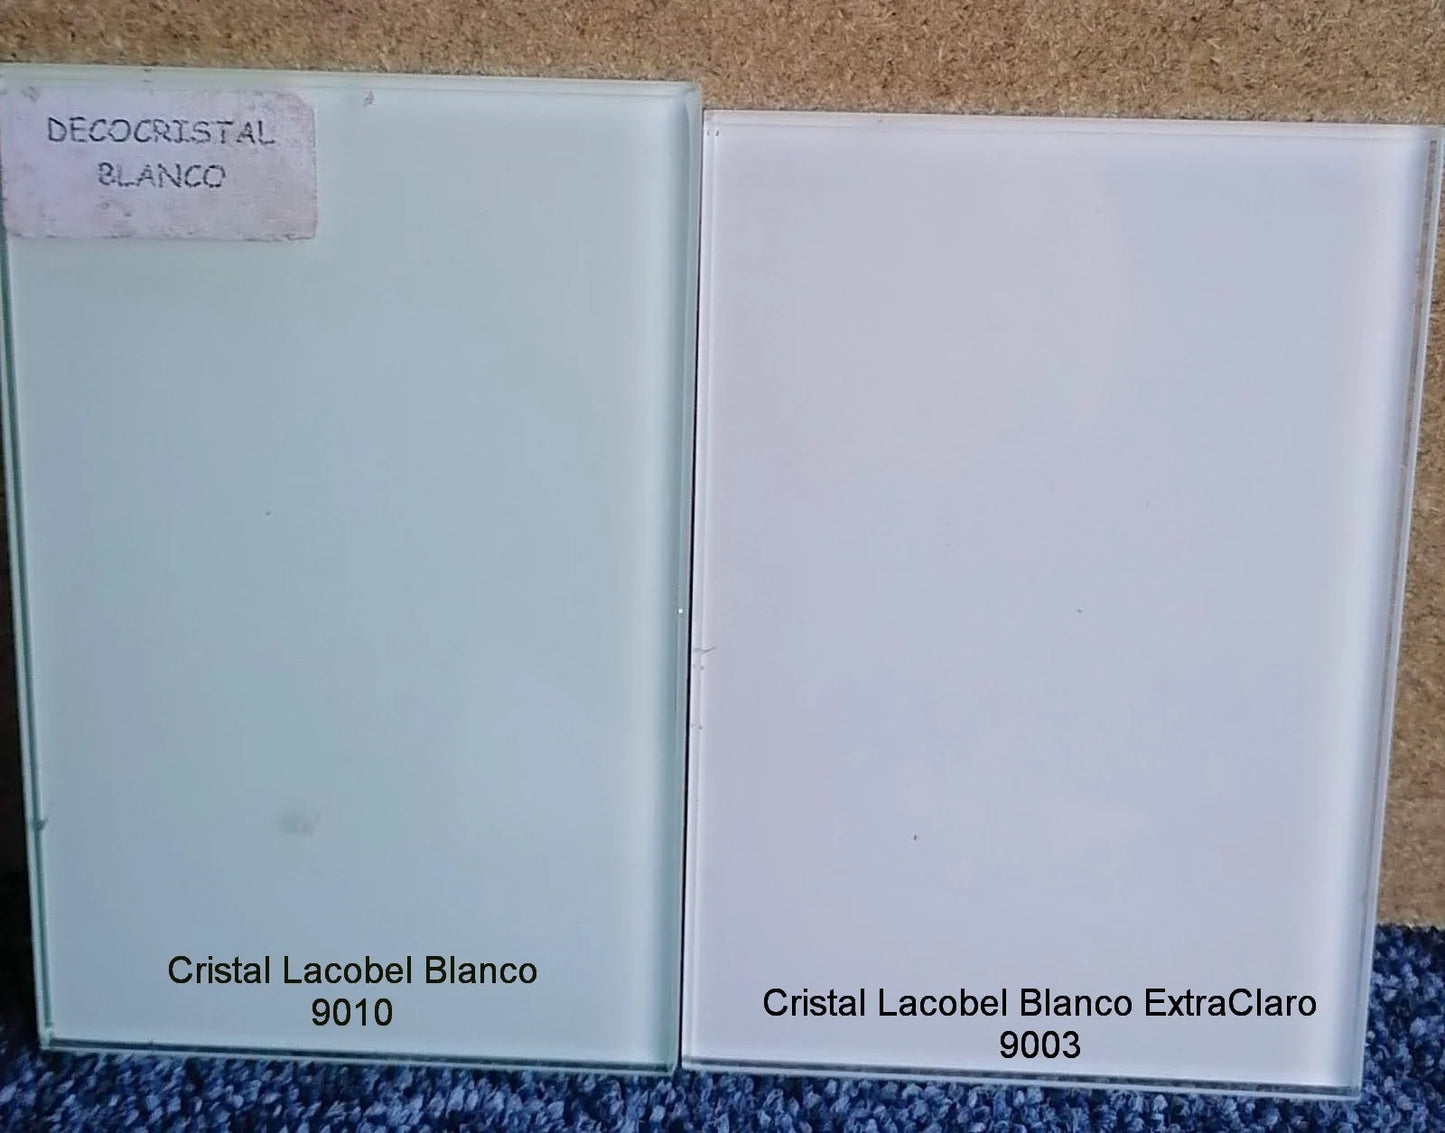 DECOCRISTAL
BLANCO
Cristal Lacobel Blanco
9010
Cristal Lacobel Blanco ExtraClaro
9003